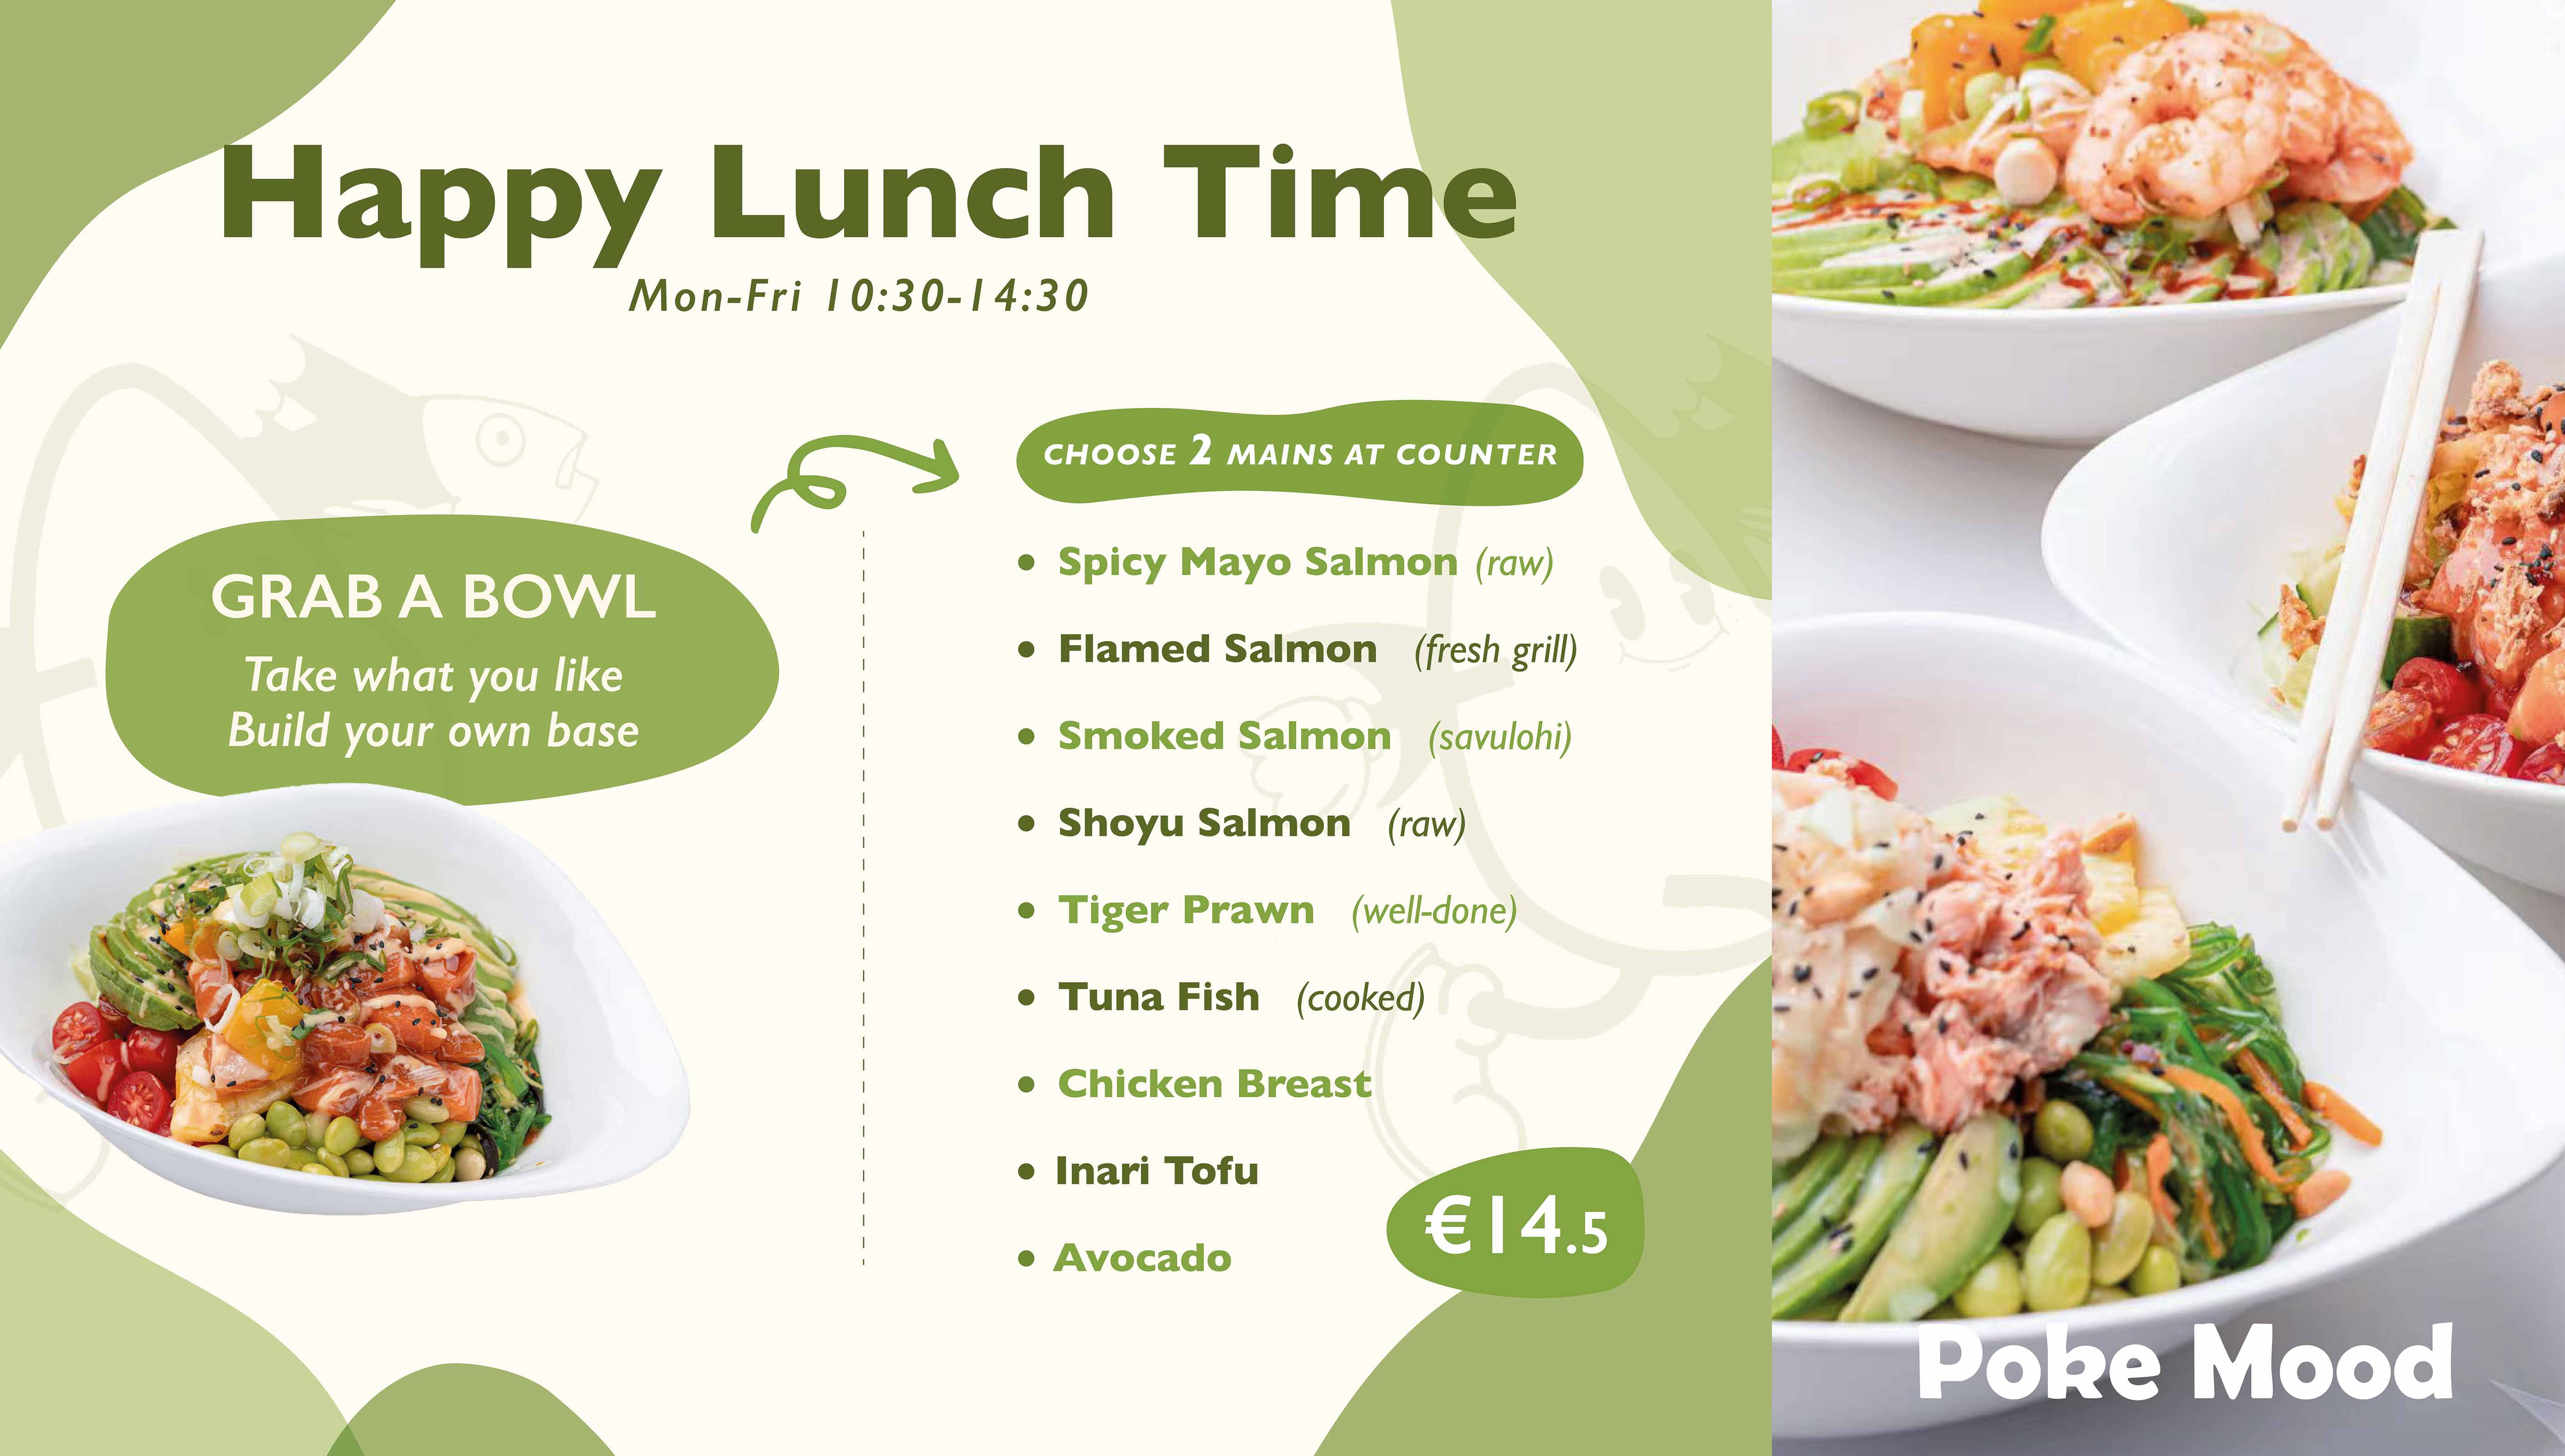 Happy Lunch Time
Mon-Fri 10:30-14:30
GRAB A BOWL
Take what you like
Build your own base
CHOOSE 2 MAINS AT COUNTER
• Spicy Mayo Salmon (raw)
• Flamed Salmon (fresh grill)
• Smoked Salmon (savulohi)
• Shoyu Salmon (raw)
• Tiger Prawn (well-done)
• Tuna Fish (cooked)
• Chicken Breast
• Inari Tofu
• Avocado
€14.5
Poke Mood